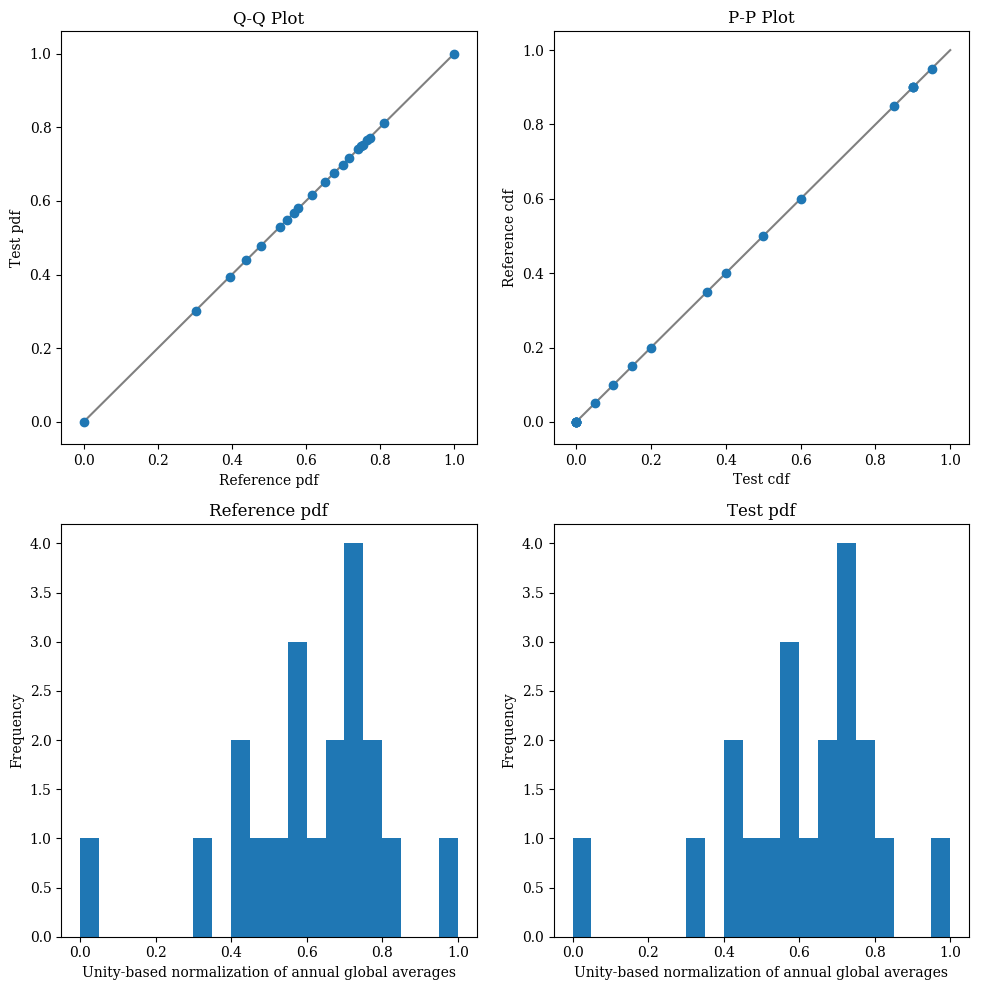 Q-Q Plot
1.0
0.8
0.6
0.4
0.2
0.0
Test pdf
0.0 0.2 0.4 0.6 0.8 1.0
Reference pdf
P-P Plot
1.0
0.8
0.6
0.4
0.2
0.0
Reference cdf
0.0 0.2 0.4 0.6 0.8 1.0
Test cdf
Reference pdf
4.0
3.5
3.0
2.5
2.0
1.5
1.0
0.5
0.0
Frequency
0.0 0.2 0.4 0.6 0.8 1.0
Unity-based normalization of annual global averages
Test pdf
4.0
3.5
3.0
2.5
2.0
1.5
1.0
0.5
0.0
Frequency
0.0 0.2 0.4 0.6 0.8 1.0
Unity-based normalization of annual global averages